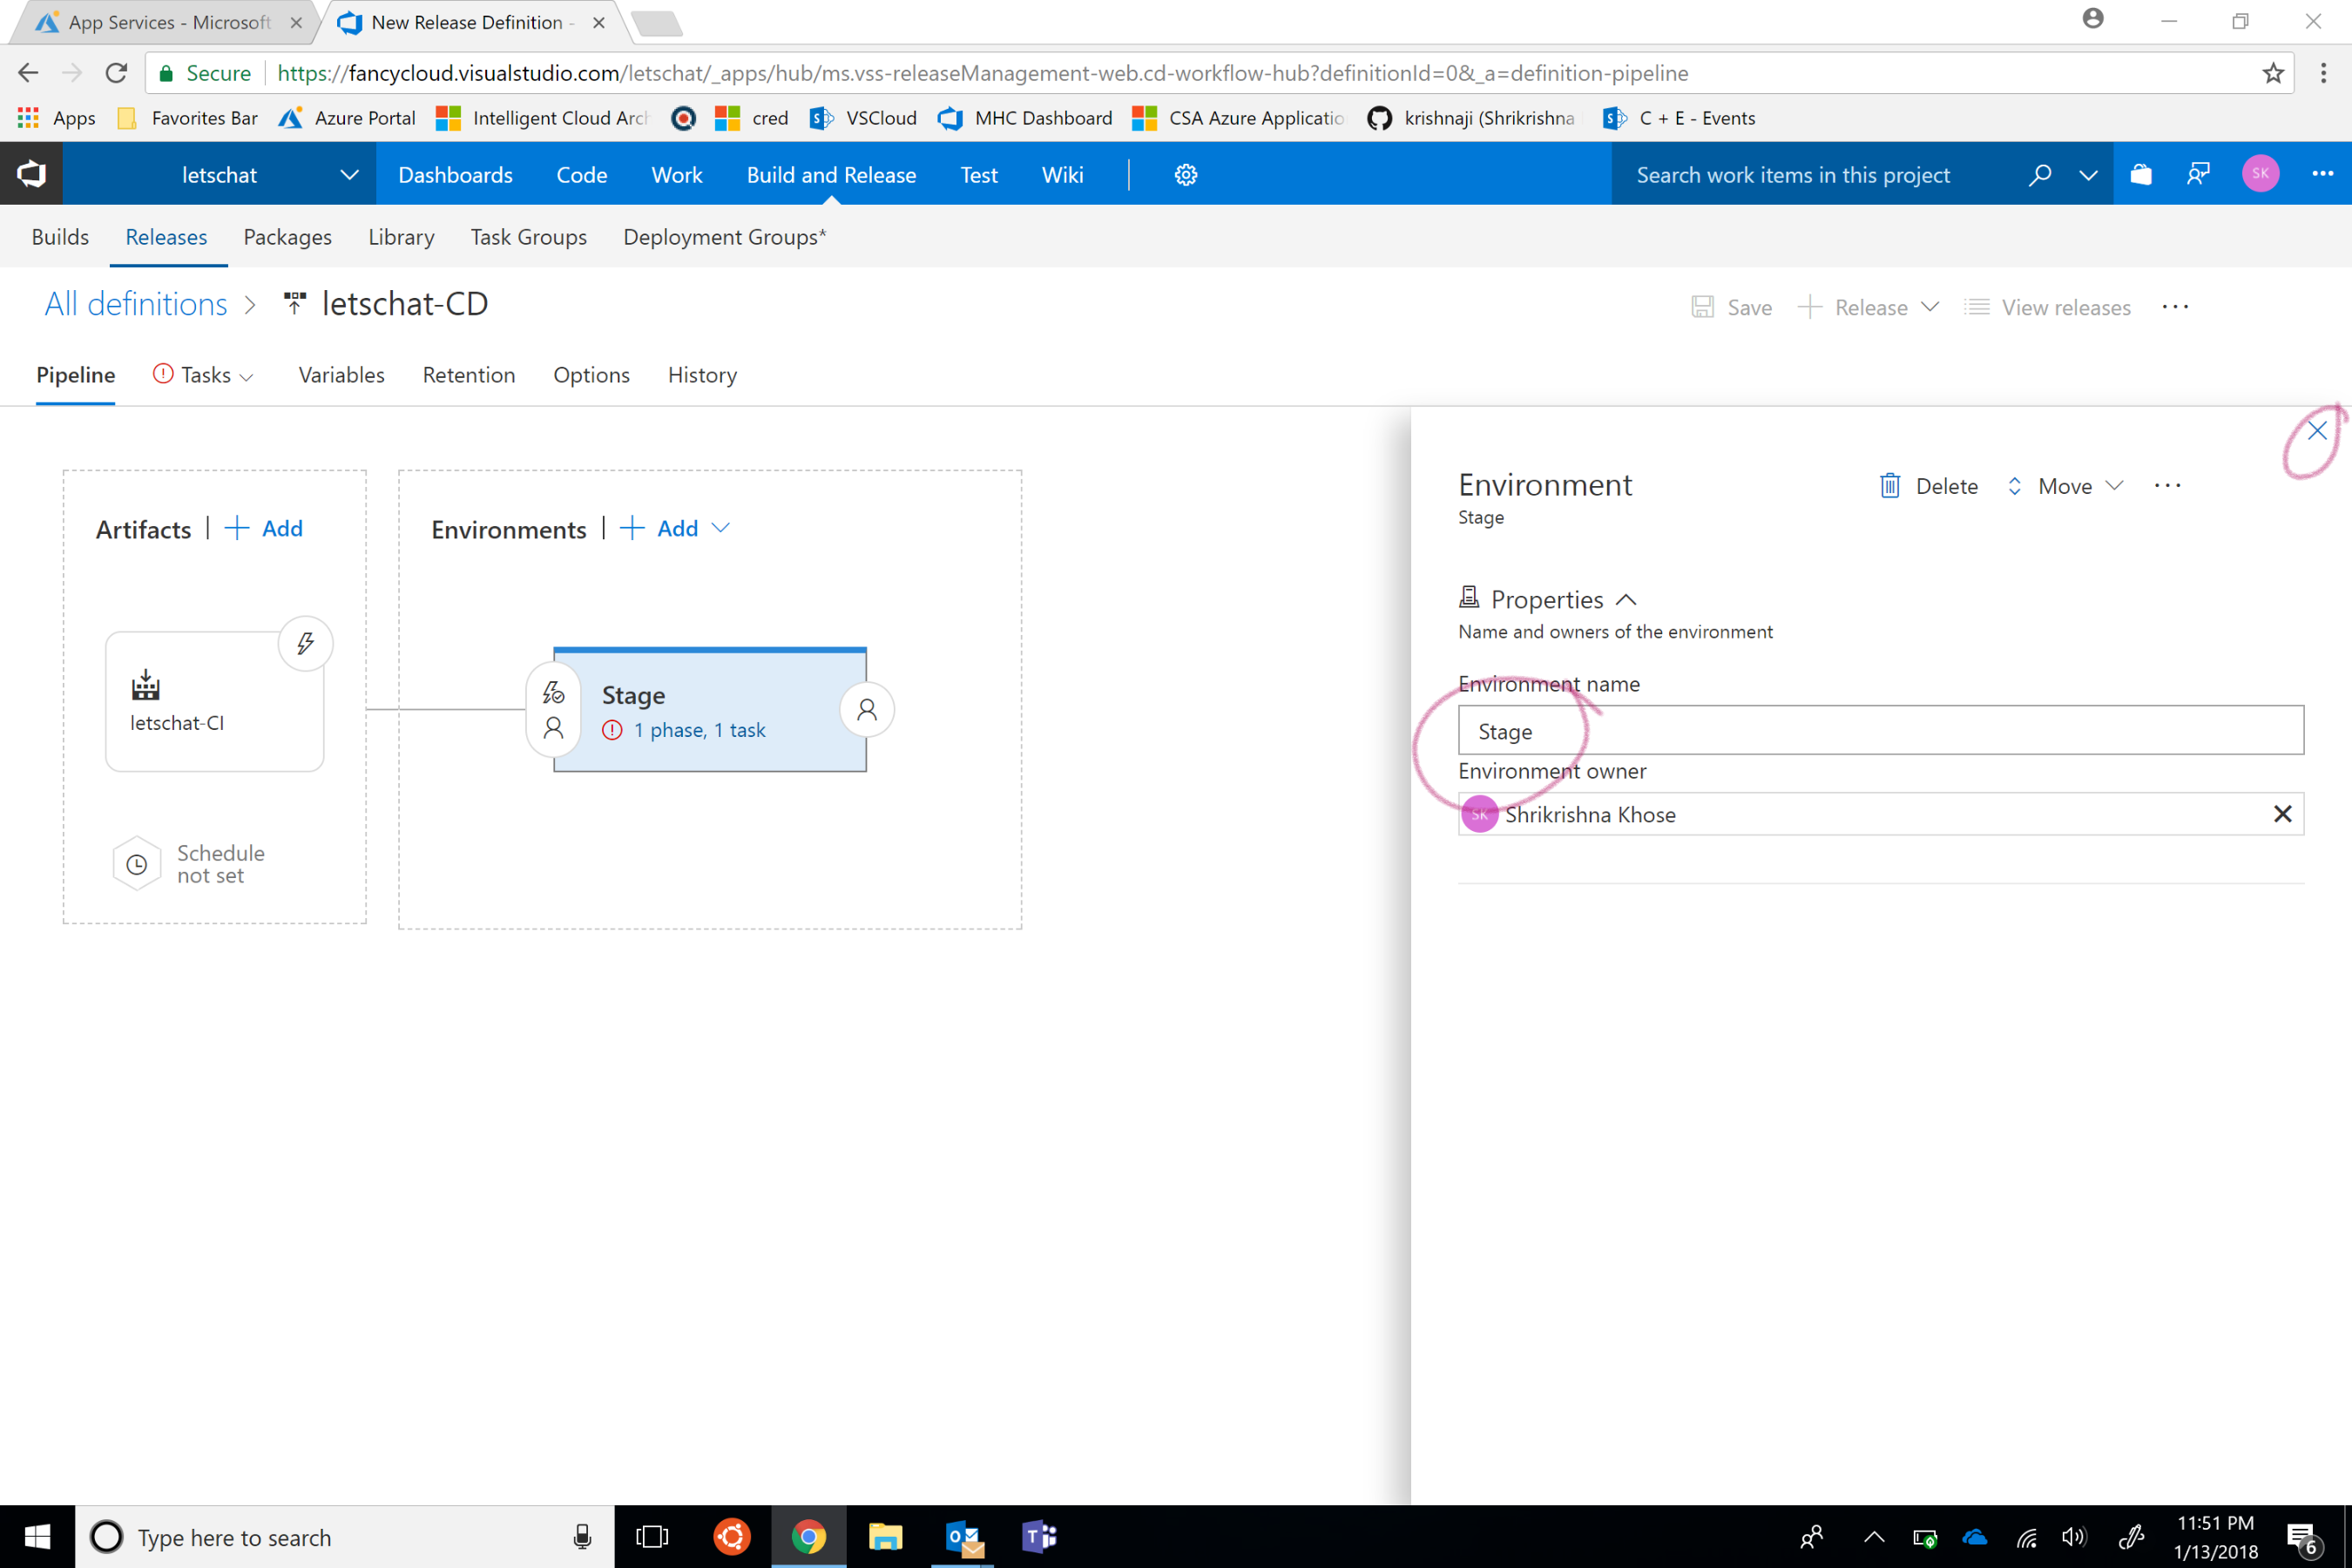 App Services - Microsoft
New Release Definition -
Secure https://fancycloud.visualstudio.com/letschat/_apps/hub/ms.vss-releaseManagement-web.cd-workflow-hub?definitionId=0&_a=definition-pipeline
Apps Favorites Bar Azure Portal Intelligent Cloud Arch cred VSCloud MHC Dashboard CSA Azure Applicatio krishnaji (Shrikrishna C + E - Events
letschat Dashboards Code Work Build and Release Test Wiki Search work items in this project SK
Builds Releases Packages Library Task Groups Deployment Groups*
All definitions > letschat-CD Save Release View releases
Pipeline Tasks Variables Retention Options History
Artifacts | + Add
Environments | + Add
letschat-CI
Schedule
not set
Stage
1 phase, 1 task
Environment Delete Move
Stage
Properties
Name and owners of the environment
Environment name
Stage
Environment owner
SK Shrikrishna Khose
Type here to search
11:51 PM
1/13/2018
6